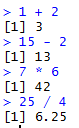 > 1 + 2
[1] 3
> 15 - 2
[1] 13
> 7 * 6
[1] 42
> 25 / 4
[1] 6.25